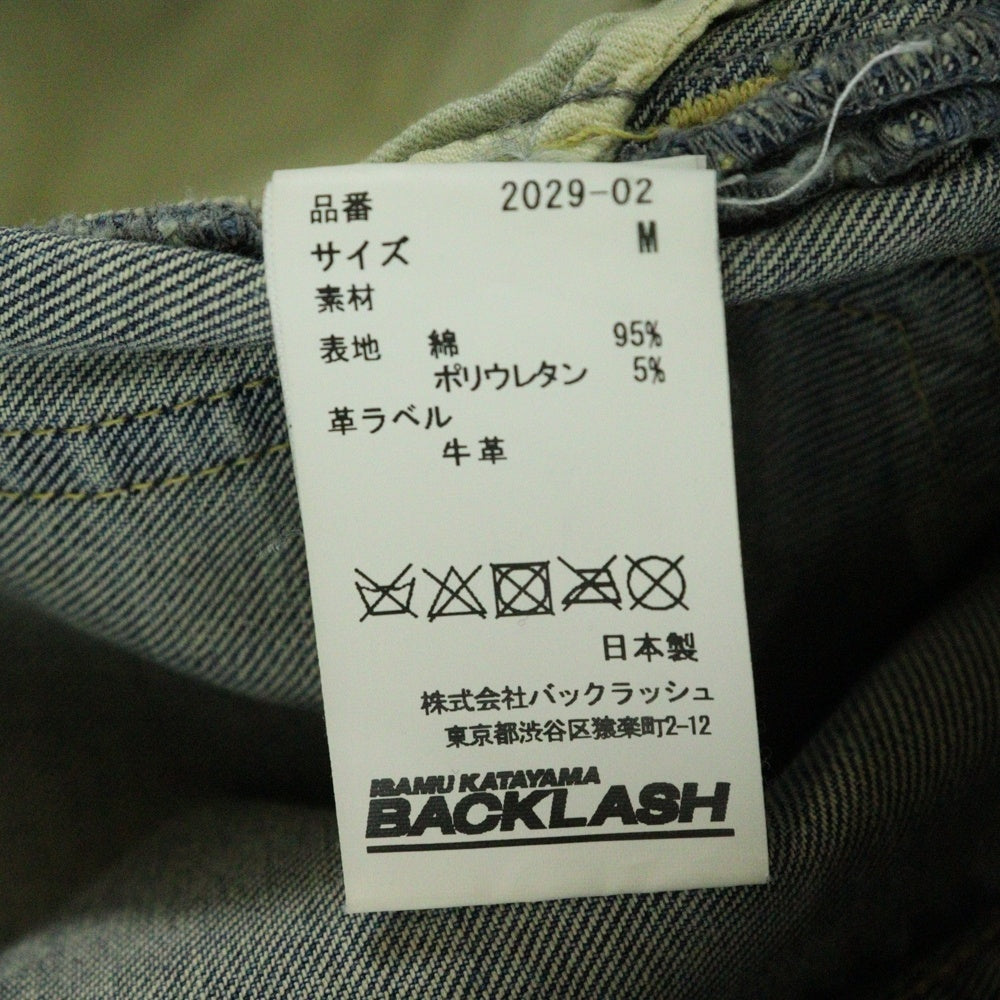 品番 2029-02
サイズ M
素材
表地 綿 95%
ポリウレタン 5%
革ラベル
牛革
日本製
株式会社バックラッシュ
東京都渋谷区猿楽町2-12
ISAMU KATAYAMA
BACKLASH